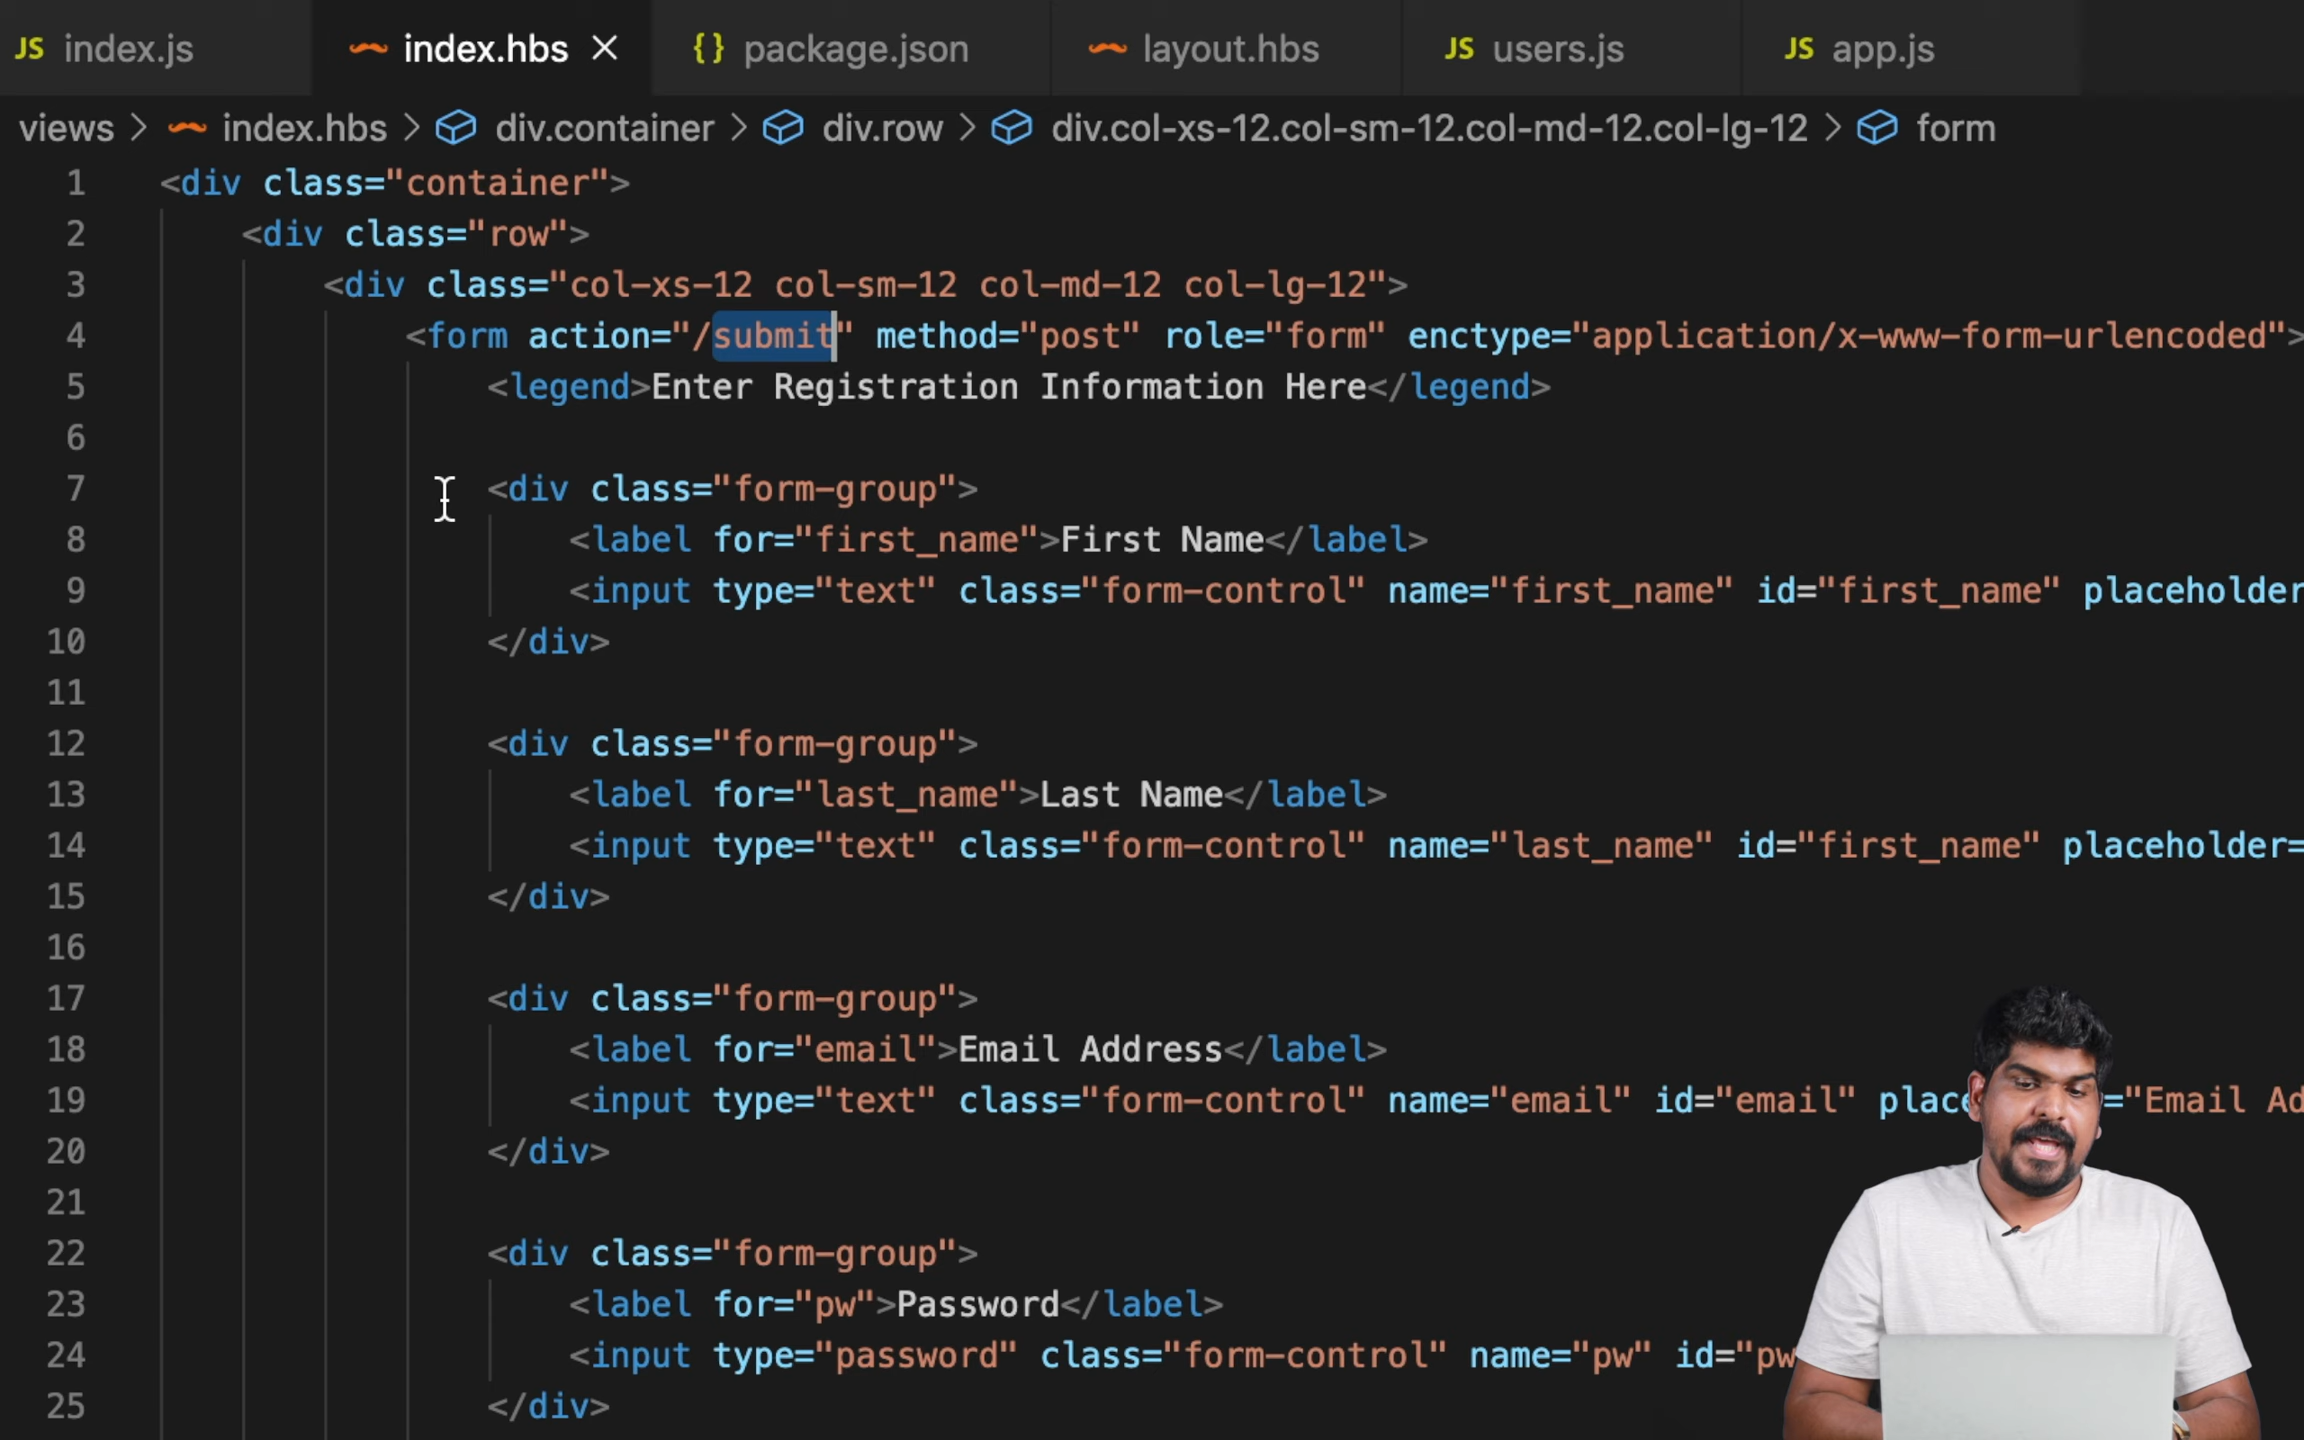 JS index.js index.hbs × {} package.json layout.hbs JS users.js JS app.js
views > index.hbs > div.container > div.row > div.col-xs-12.col-sm-12.col-md-12.col-lg-12 > form
1 <div class="container">
2 <div class="row">
3 <div class="col-xs-12 col-sm-12 col-md-12 col-lg-12">
4 <form action="/submit" method="post" role="form" enctype="application/x-www-form-urlencoded">
5 <legend>Enter Registration Information Here</legend>
6
7 <div class="form-group">
8 <label for="first_name">First Name</label>
9 <input type="text" class="form-control" name="first_name" id="first_name" placeholder
10 </div>
11
12 <div class="form-group">
13 <label for="last_name">Last Name</label>
14 <input type="text" class="form-control" name="last_name" id="first_name" placeholder=
15 </div>
16
17 <div class="form-group">
18 <label for="email">Email Address</label>
19 <input type="text" class="form-control" name="email" id="email" place ="Email Ad
20 </div>
21
22 <div class="form-group">
23 <label for="pw">Password</label>
24 <input type="password" class="form-control" name="pw" id="pw
25 </div>